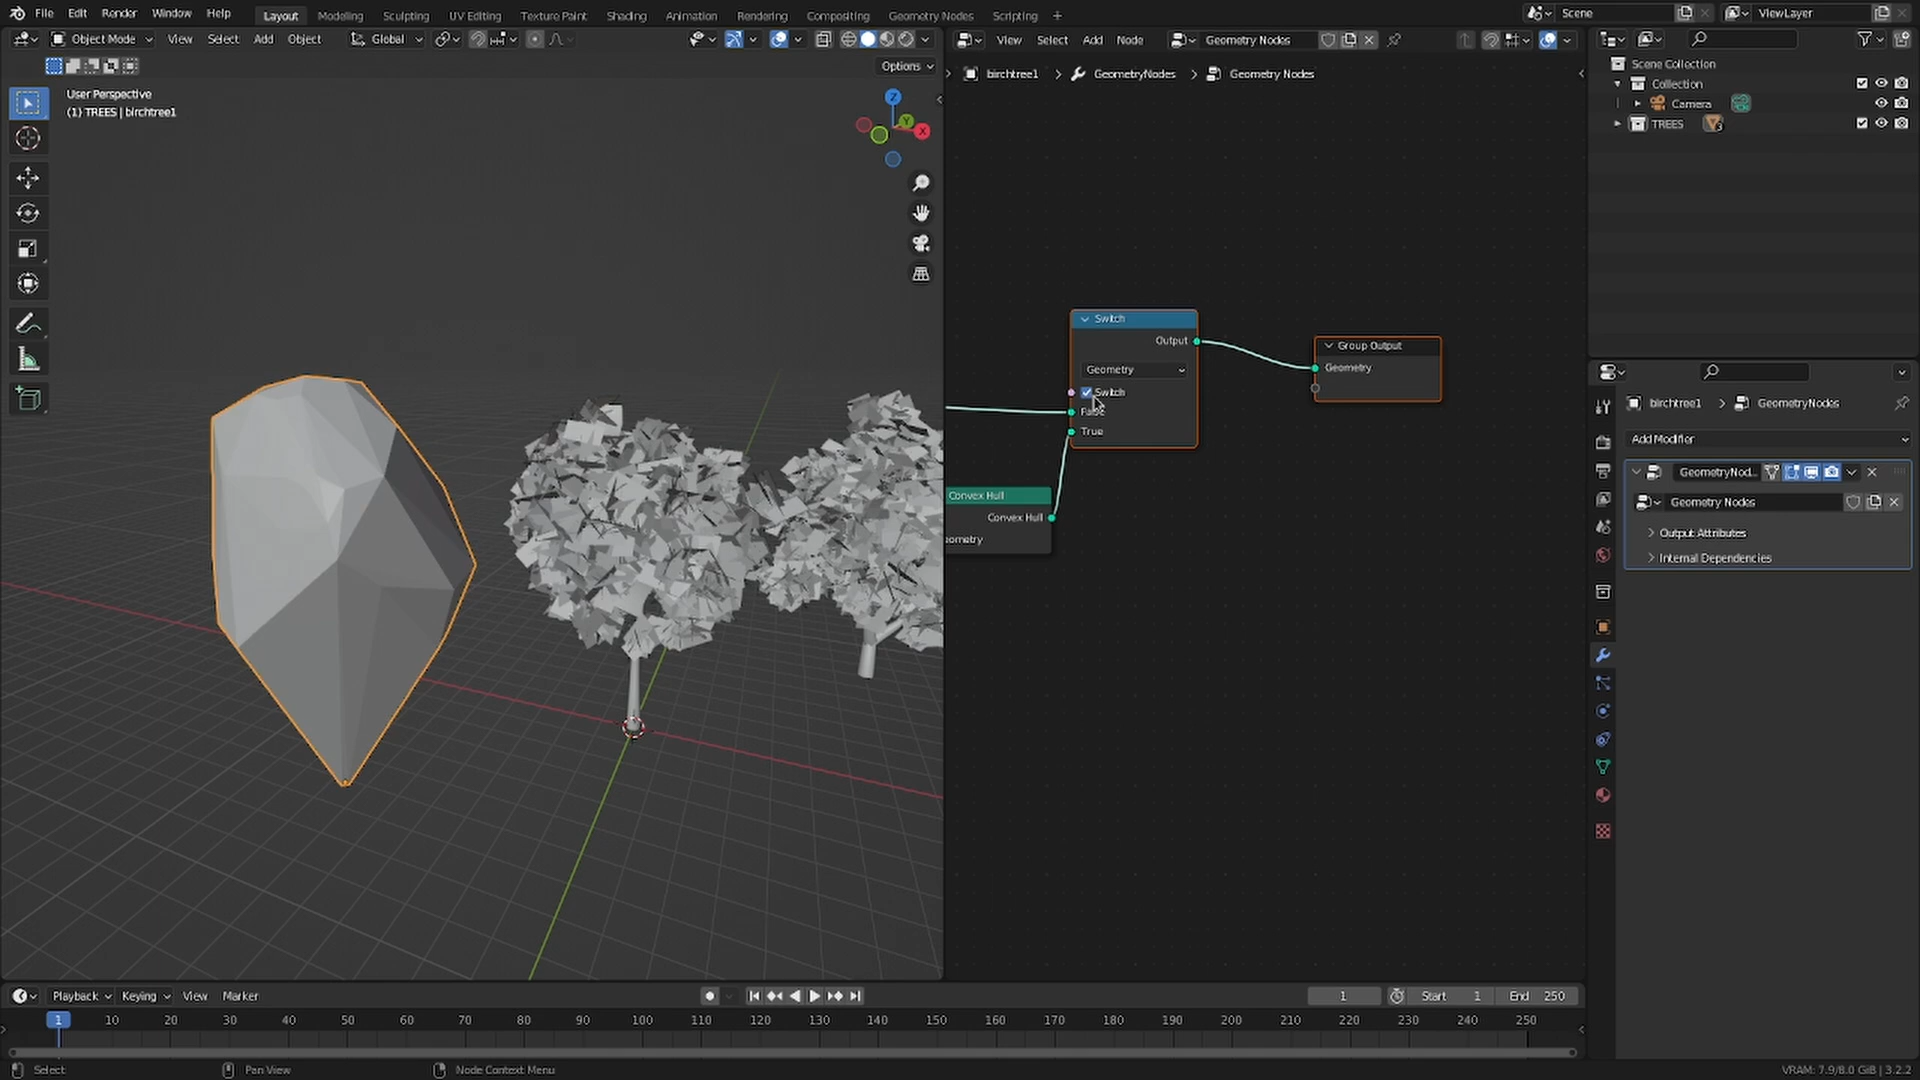 File Edit Render Window Help Layout Modeling Sculpting UV Editing Texture Paint Shading Animation Rendering Compositing Geometry Nodes Scripting + Scene ViewLayer
Object Mode View Select Add Object Global View Select Add Node Geometry Nodes
Options
birchtree1 > GeometryNodes > Geometry Nodes
User Perspective
(1) TREES | birchtree1
Z
Y
X
Scene Collection
Collection
Camera
TREES 3
Switch
Output
Geometry
Switch
True
Group Output
Geometry
Convex Hull
Convex Hull
eometry
birchtree1 > GeometryNodes
Add Modifier
GeometryNod...
Geometry Nodes
Output Attributes
Internal Dependencies
Playback Keying View Marker 1 Start 1 End 250
1 10 20 30 40 50 60 70 80 90 100 110 120 130 140 150 160 170 180 190 200 210 220 230 240 250
Select Pan View Node Context Menu VRAM: 7.9/8.0 GiB | 3.2.2